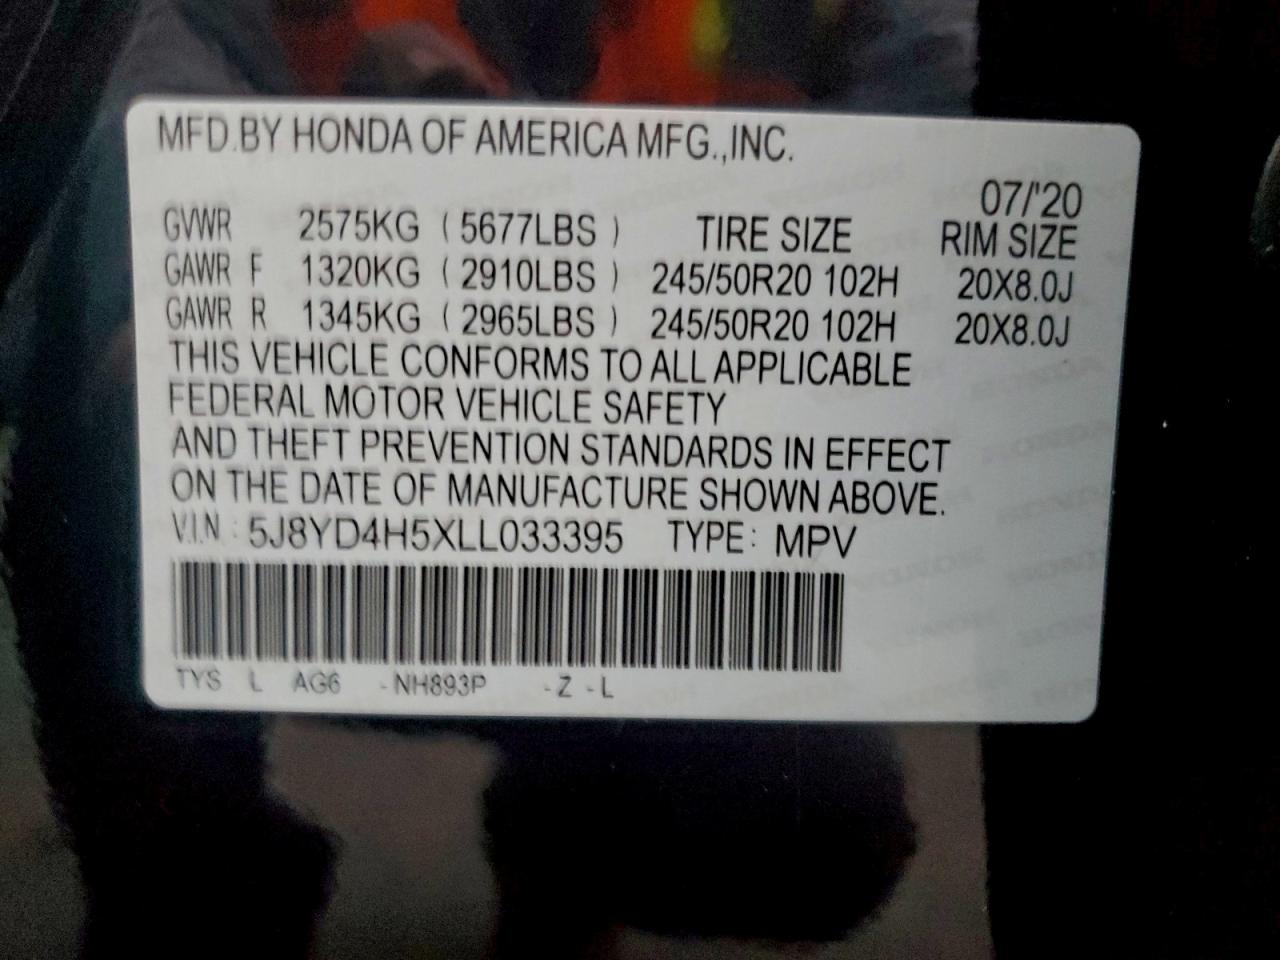 MFD.BY HONDA OF AMERICA MFG.,INC.
07/'20
GVWR 2575KG ( 5677LBS ) TIRE SIZE RIM SIZE
GAWR F 1320KG ( 2910LBS ) 245/50R20 102H 20X8.0J
GAWR R 1345KG ( 2965LBS ) 245/50R20 102H 20X8.0J
THIS VEHICLE CONFORMS TO ALL APPLICABLE
FEDERAL MOTOR VEHICLE SAFETY
AND THEFT PREVENTION STANDARDS IN EFFECT
ON THE DATE OF MANUFACTURE SHOWN ABOVE.
V.I.N.: 5J8YD4H5XLL033395 TYPE: MPV
TYS L AG6 -NH893P -Z -L